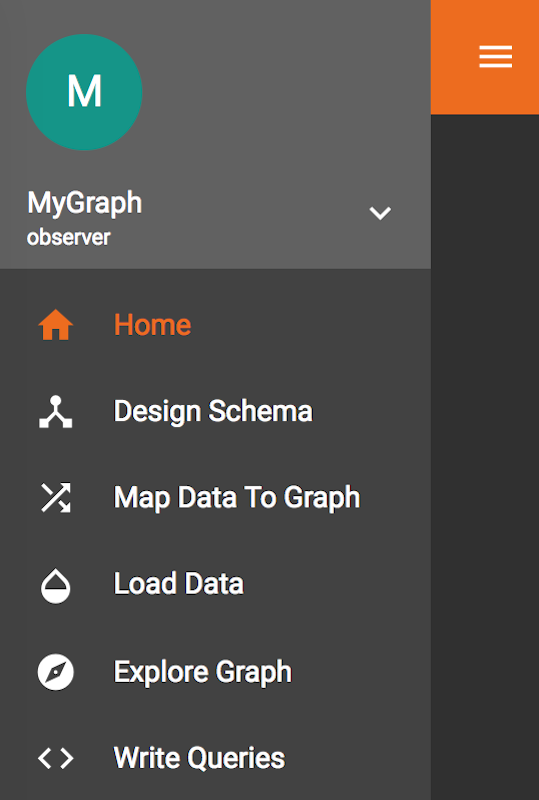 M
MyGraph
observer
Home
Design Schema
Map Data To Graph
Load Data
Explore Graph
Write Queries